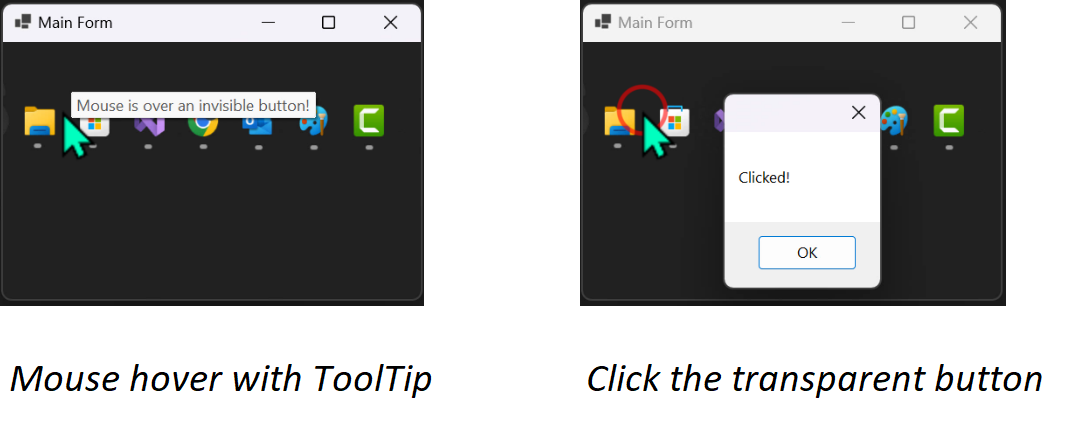 Main Form
Mouse is over an invisible button!
Mouse hover with ToolTip
Main Form
Clicked!
OK
Click the transparent button